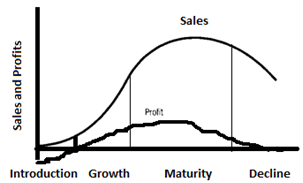 Sales
Sales and Profits
Profit
Introduction Growth Maturity Decline